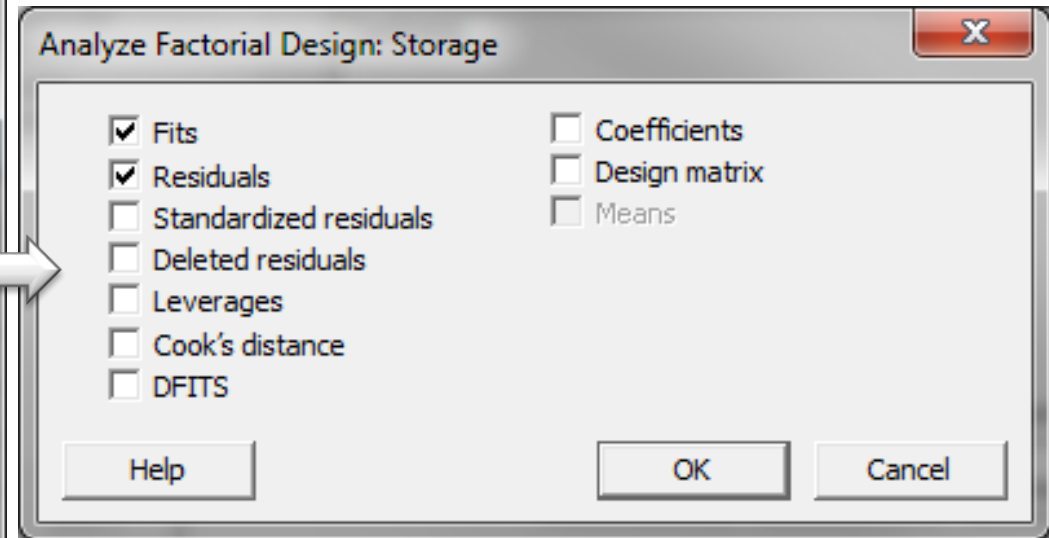 Analyze Factorial Design: Storage
Fits
Residuals
Standardized residuals
Deleted residuals
Leverages
Cook's distance
DFITS
Coefficients
Design matrix
Means
Help
OK
Cancel